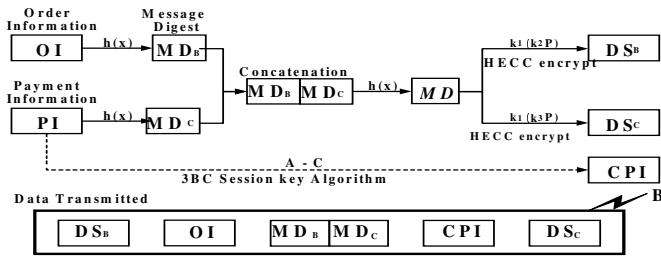 Order Information
OI
h(x)
Message Digest
MDB
Payment Information
PI
h(x)
MDC
Concatenation
MDB MDC
h(x)
MD
k1(k2P)
HECC encrypt
DSB
k1(k3P)
HECC encrypt
DSC
A - C
3BC Session key Algorithm
CPI
B
Data Transmitted
DSB
OI
MDB MDC
CPI
DSC